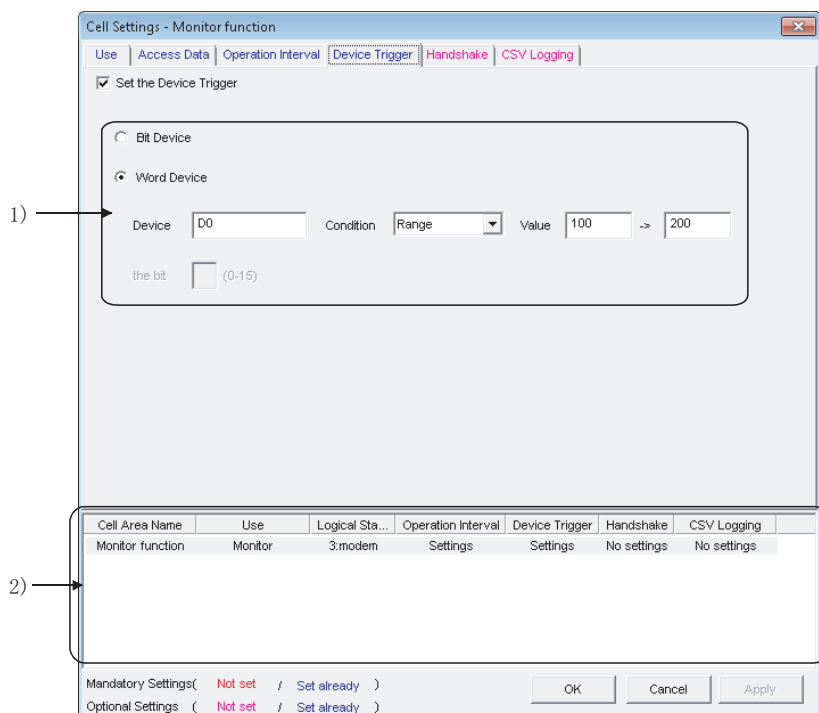 Cell Settings - Monitor function
Use Access Data Operation Interval Device Trigger Handshake CSV Logging
Set the Device Trigger
Bit Device
Word Device
1)
Device D0 Condition Range Value 100 -> 200
the bit (0-15)
Cell Area Name Use Logical Sta... Operation Interval Device Trigger Handshake CSV Logging
Monitor function Monitor 3:modem Settings Settings No settings No settings
2)
Mandatory Settings( Not set / Set already )
OK Cancel Apply
Optional Settings ( Not set / Set already )